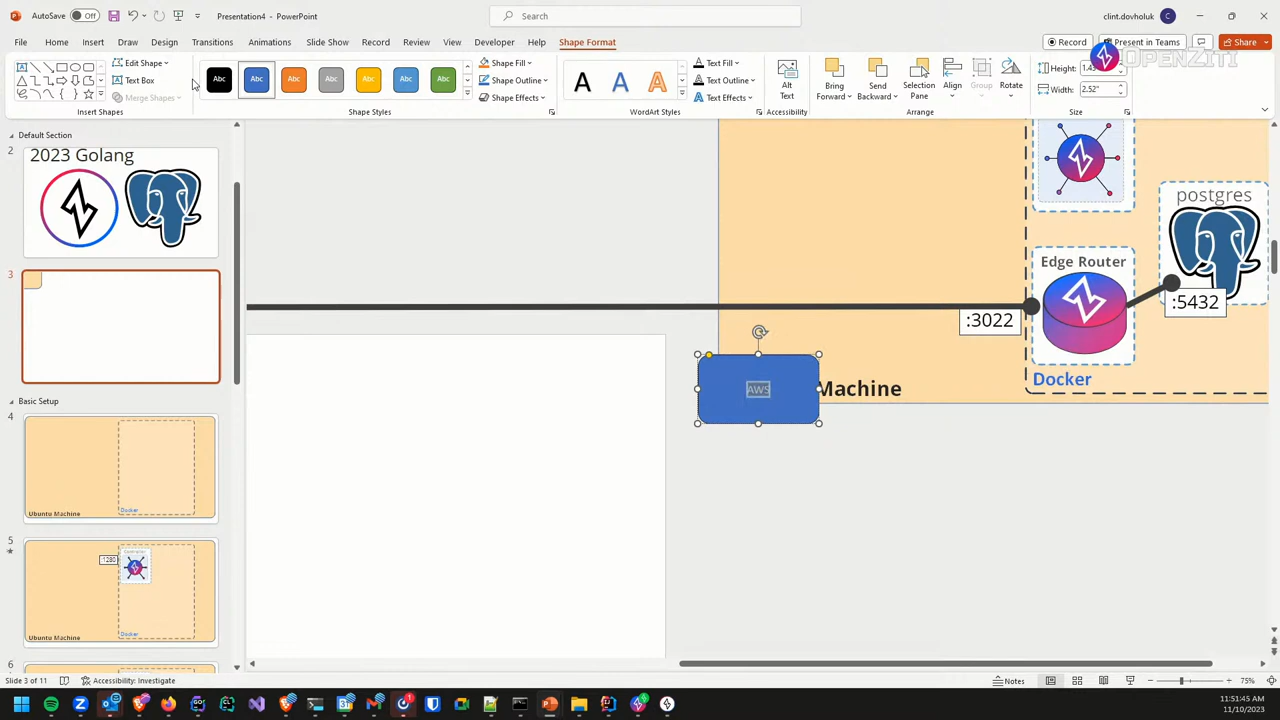 AutoSave Off
Presentation4 - PowerPoint
Search
clint.dovholuk
File Home Insert Draw Design Transitions Animations Slide Show Record Review View Developer Help Shape Format
Record
Present in Teams
Share
OPENZITI
Edit Shape
Text Box
Merge Shapes
Insert Shapes
Abc Abc Abc Abc Abc Abc Abc
Shape Fill
Shape Outline
Shape Effects
Shape Styles
A A A
Text Fill
Text Outline
Text Effects
WordArt Styles
Alt
Text
Accessibility
Bring
Forward
Send
Backward
Selection
Pane
Align
Group
Rotate
Arrange
Height:
Width: 2.52"
Size
Default Section
2
2023 Golang
3
Basic Setup
4
Ubuntu Machine
Docker
5
Controller
:1280
Ubuntu Machine
Docker
6
postgres
Edge Router
:5432
:3022
AWS
Machine
Docker
Slide 3 of 11
Accessibility: Investigate
Notes
75%
11:51:45 AM
11/10/2023